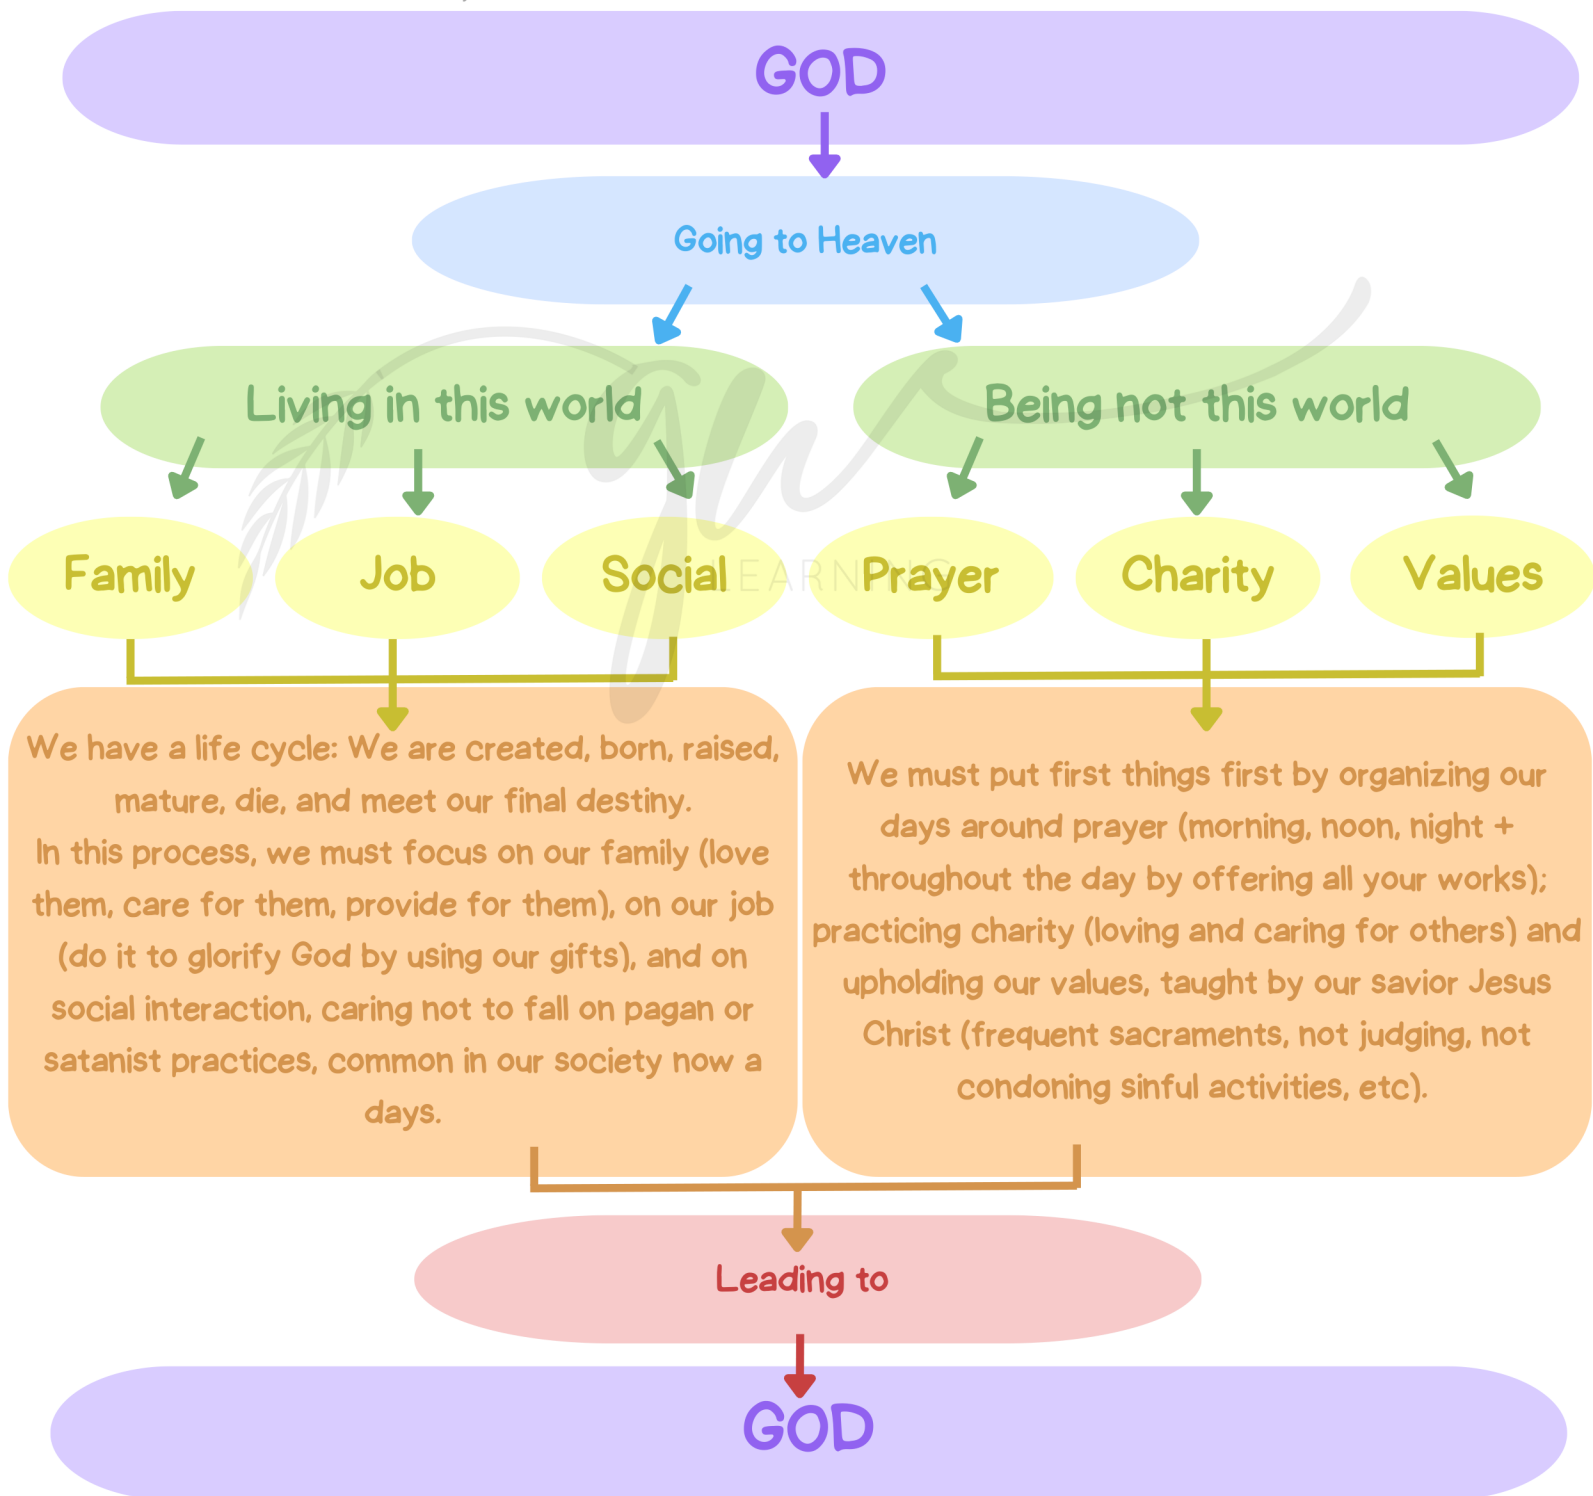 GOD
Going to Heaven
Living in this world
Being not this world
Family
Job
Social
Prayer
Charity
Values
LEARNING
We have a life cycle: We are created, born, raised,
mature, die, and meet our final destiny.
In this process, we must focus on our family (love
them, care for them, provide for them), on our job
(do it to glorify God by using our gifts), and on
social interaction, caring not to fall on pagan or
satanist practices, common in our society now a
days.
We must put first things first by organizing our
days around prayer (morning, noon, night +
throughout the day by offering all your works);
practicing charity (loving and caring for others) and
upholding our values, taught by our savior Jesus
Christ (frequent sacraments, not judging, not
condoning sinful activities, etc).
Leading to
GOD